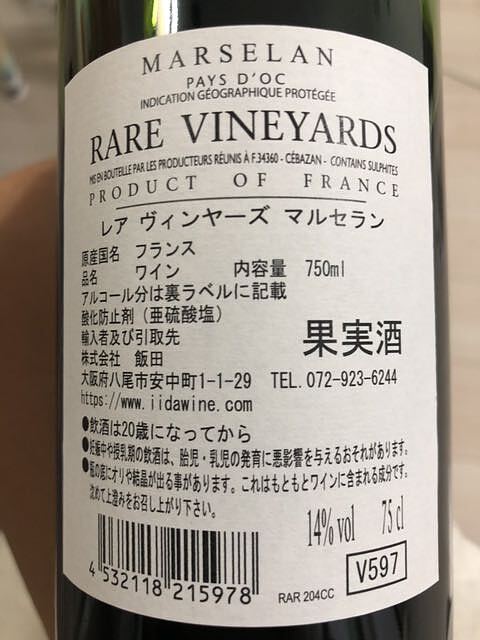 MARSELAN
PAYS D'OC
INDICATION GÉOGRAPHIQUE PROTÉGÉE
RARE VINEYARDS
MIS EN BOUTEILLE PAR LES PRODUCTEURS RÉUNIS À F.34360 - CÉBAZAN - CONTAINS SULPHITES
PRODUCT OF FRANCE
レア ヴィンヤーズ マルセラン
原産国名 フランス
品名 ワイン 内容量 750ml
アルコール分は裏ラベルに記載
酸化防止剤（亜硫酸塩）
輸入者及び引取先
株式会社 飯田
果実酒
大阪府八尾市安中町1-1-29 TEL.072-923-6244
https://www.iidawine.com
●飲酒は20歳になってから
●妊娠中や授乳期の飲酒は、胎児・乳児の発育に悪影響を与えるおそれがあります。
●瓶の底にオリや結晶が出る事があります。これはもともとワインに含まれる成分です。
沈めて上澄みをお召し上がり下さい。
14% vol 75 cl
4 532118 215978
RAR 204CC
V597